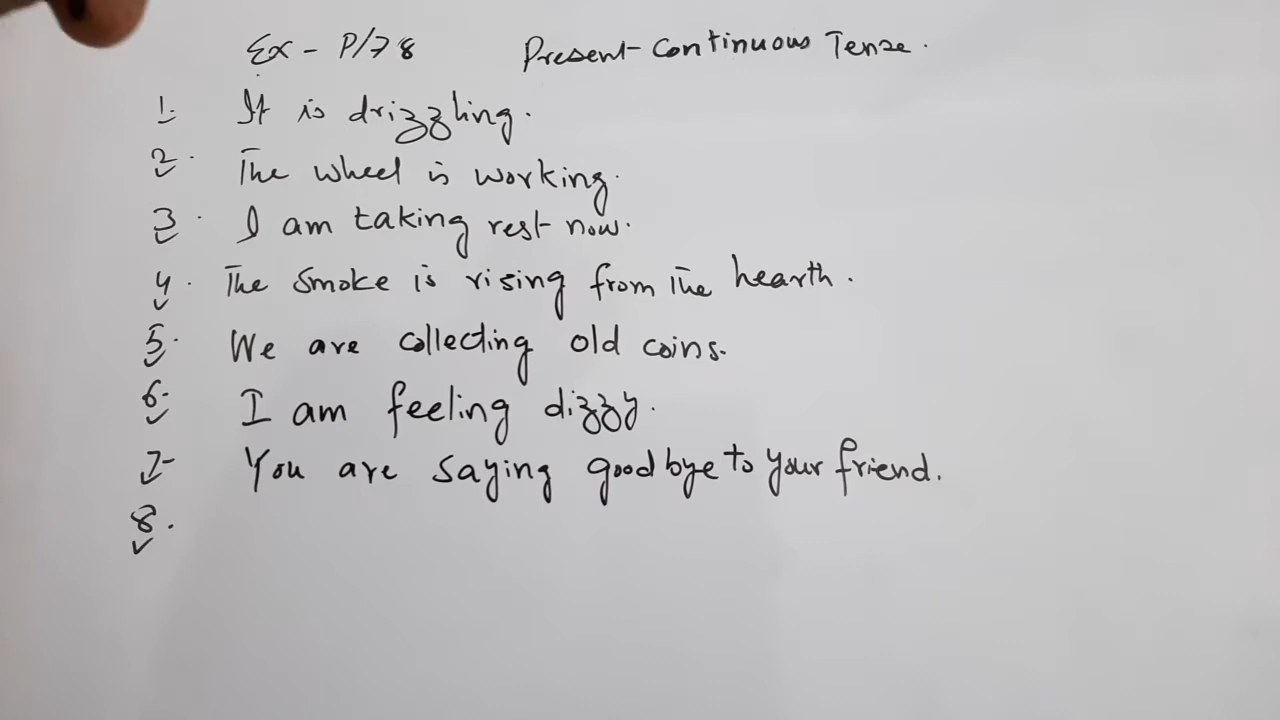 Ex - P/78 Present Continuous Tense.
1. It is drizzling.
2. The wheel is working.
3. I am taking rest now.
4. The smoke is rising from the hearth.
5. We are collecting old coins.
6. I am feeling dizzy.
7- You are saying goodbye to your friend.
8.